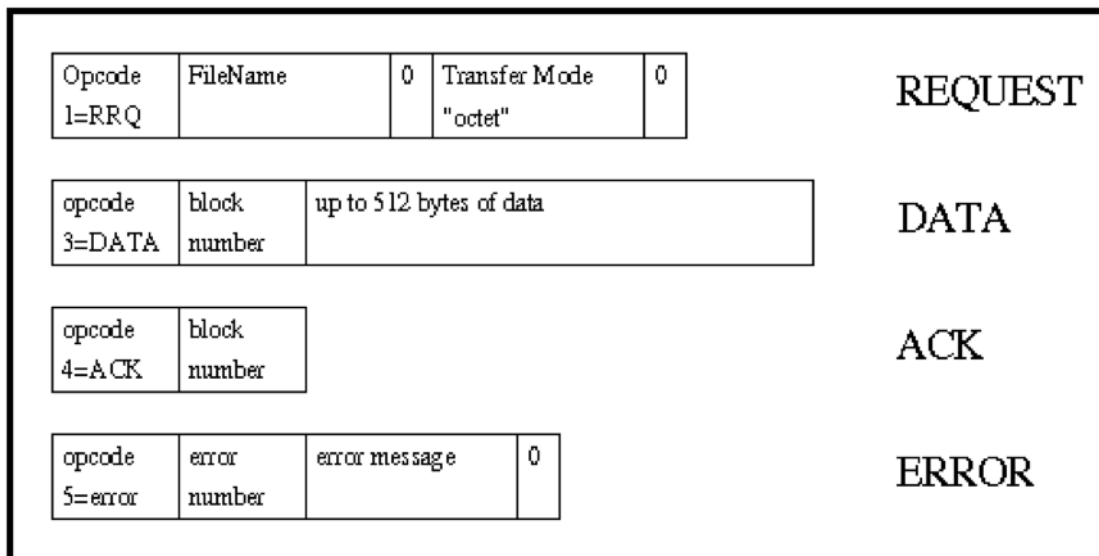 Opcode FileName 0 Transfer Mode 0
1=RRQ "octet"
REQUEST
opcode block up to 512 bytes of data
3=DATA number
DATA
opcode block
4=ACK number
ACK
opcode error error message 0
5=error number
ERROR